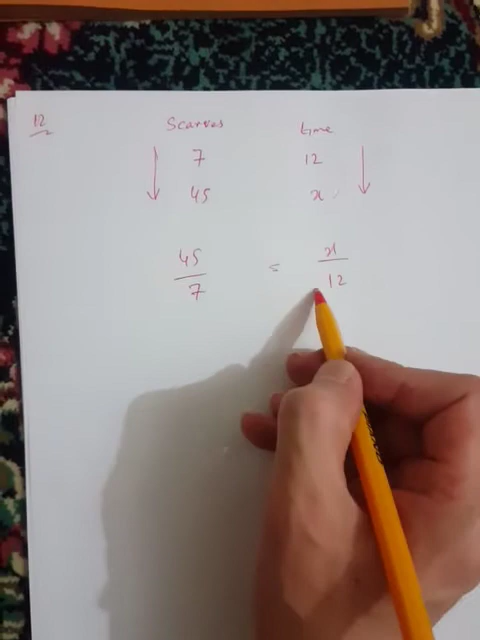 12
Scarves time
7 12
45 x
45/7 = x/12